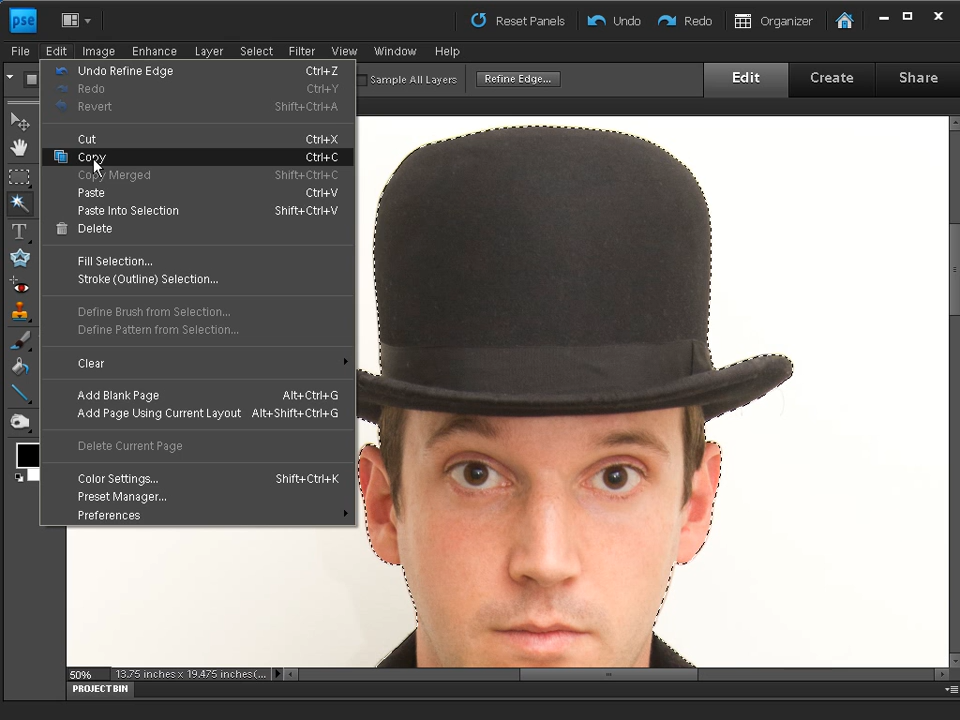 pse Reset Panels Undo Redo Organizer
File Edit Image Enhance Layer Select Filter View Window Help
Sample All Layers Refine Edge... Edit Create Share
Undo Refine Edge Ctrl+Z
Redo Ctrl+Y
Revert Shift+Ctrl+A
Cut Ctrl+X
Copy Ctrl+C
Copy Merged Shift+Ctrl+C
Paste Ctrl+V
Paste Into Selection Shift+Ctrl+V
Delete
Fill Selection...
Stroke (Outline) Selection...
Define Brush from Selection...
Define Pattern from Selection...
Clear
Add Blank Page Alt+Ctrl+G
Add Page Using Current Layout Alt+Shift+Ctrl+G
Delete Current Page
Color Settings... Shift+Ctrl+K
Preset Manager...
Preferences
T
50% 13.75 inches x 19.475 inches(...
PROJECT BIN